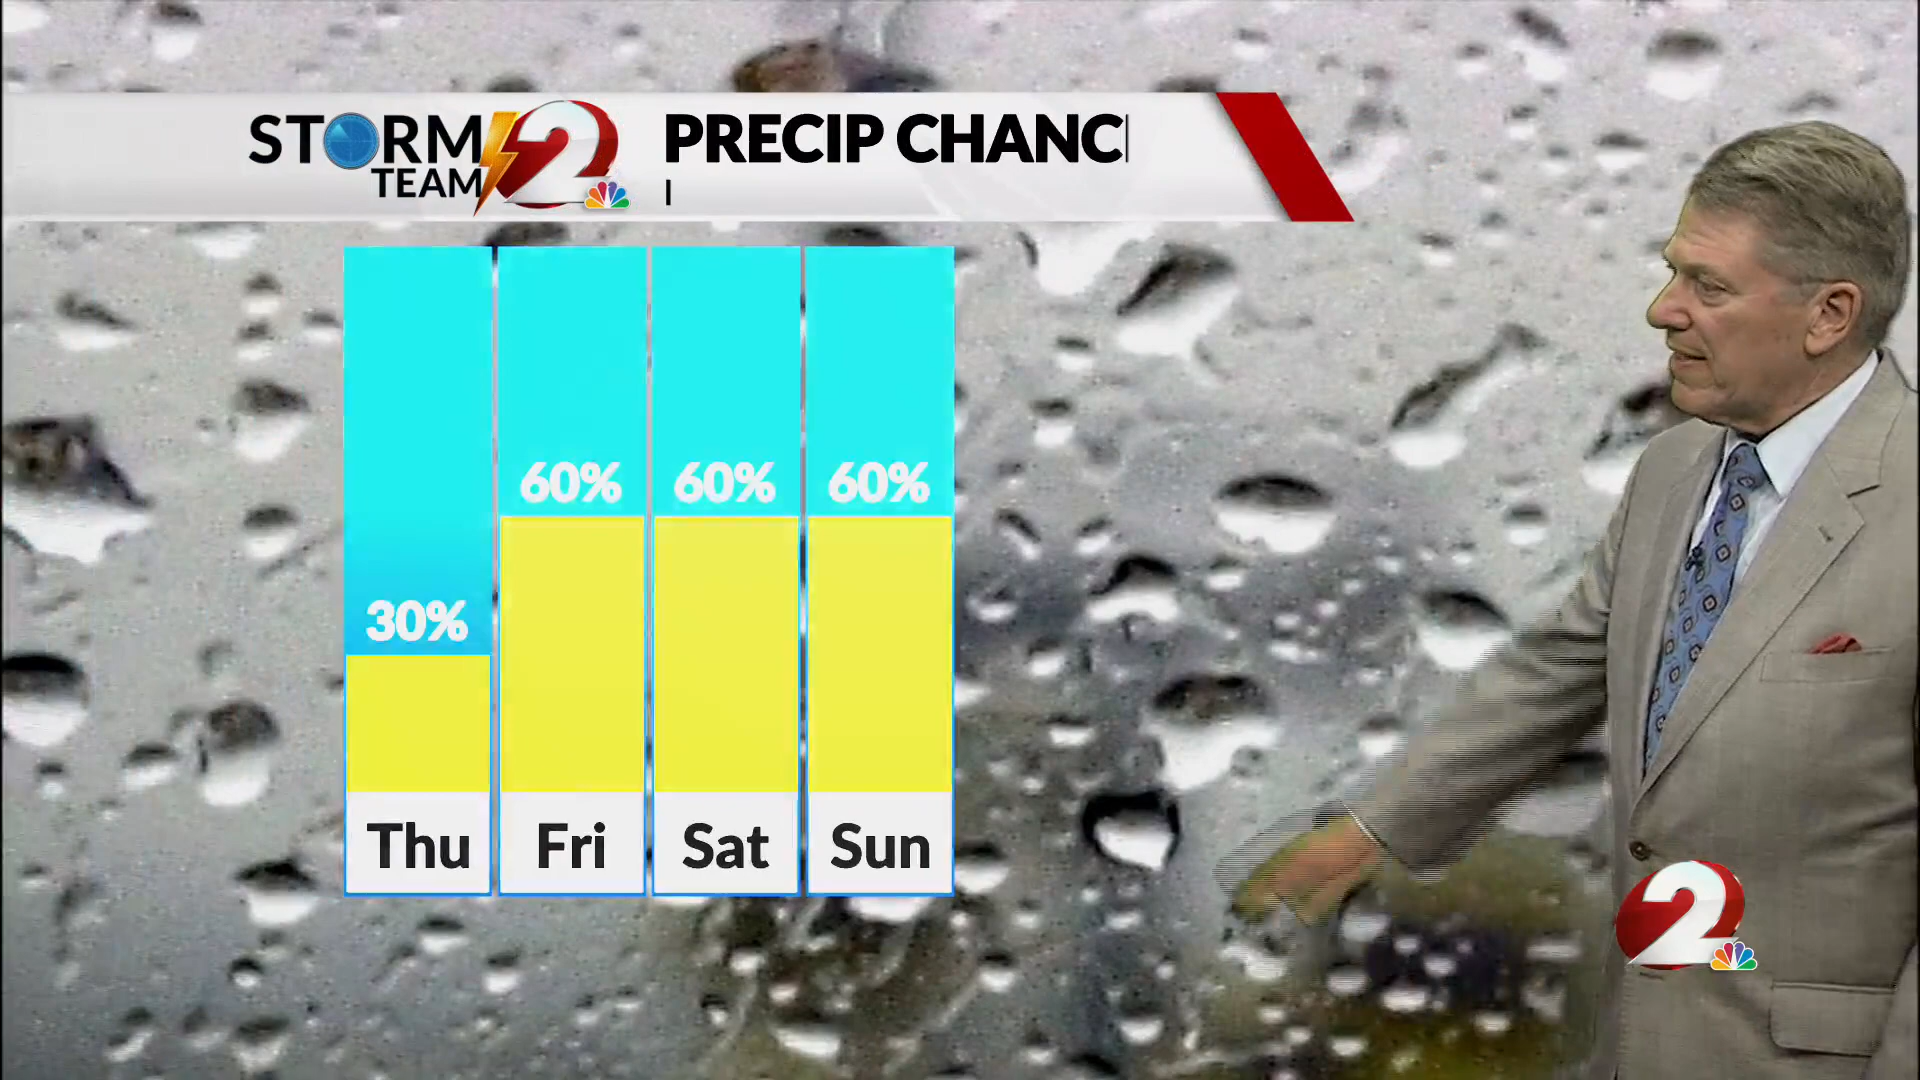 STORM
TEAM
2
PRECIP CHANC
60% 60% 60%
30%
Thu Fri Sat Sun
2